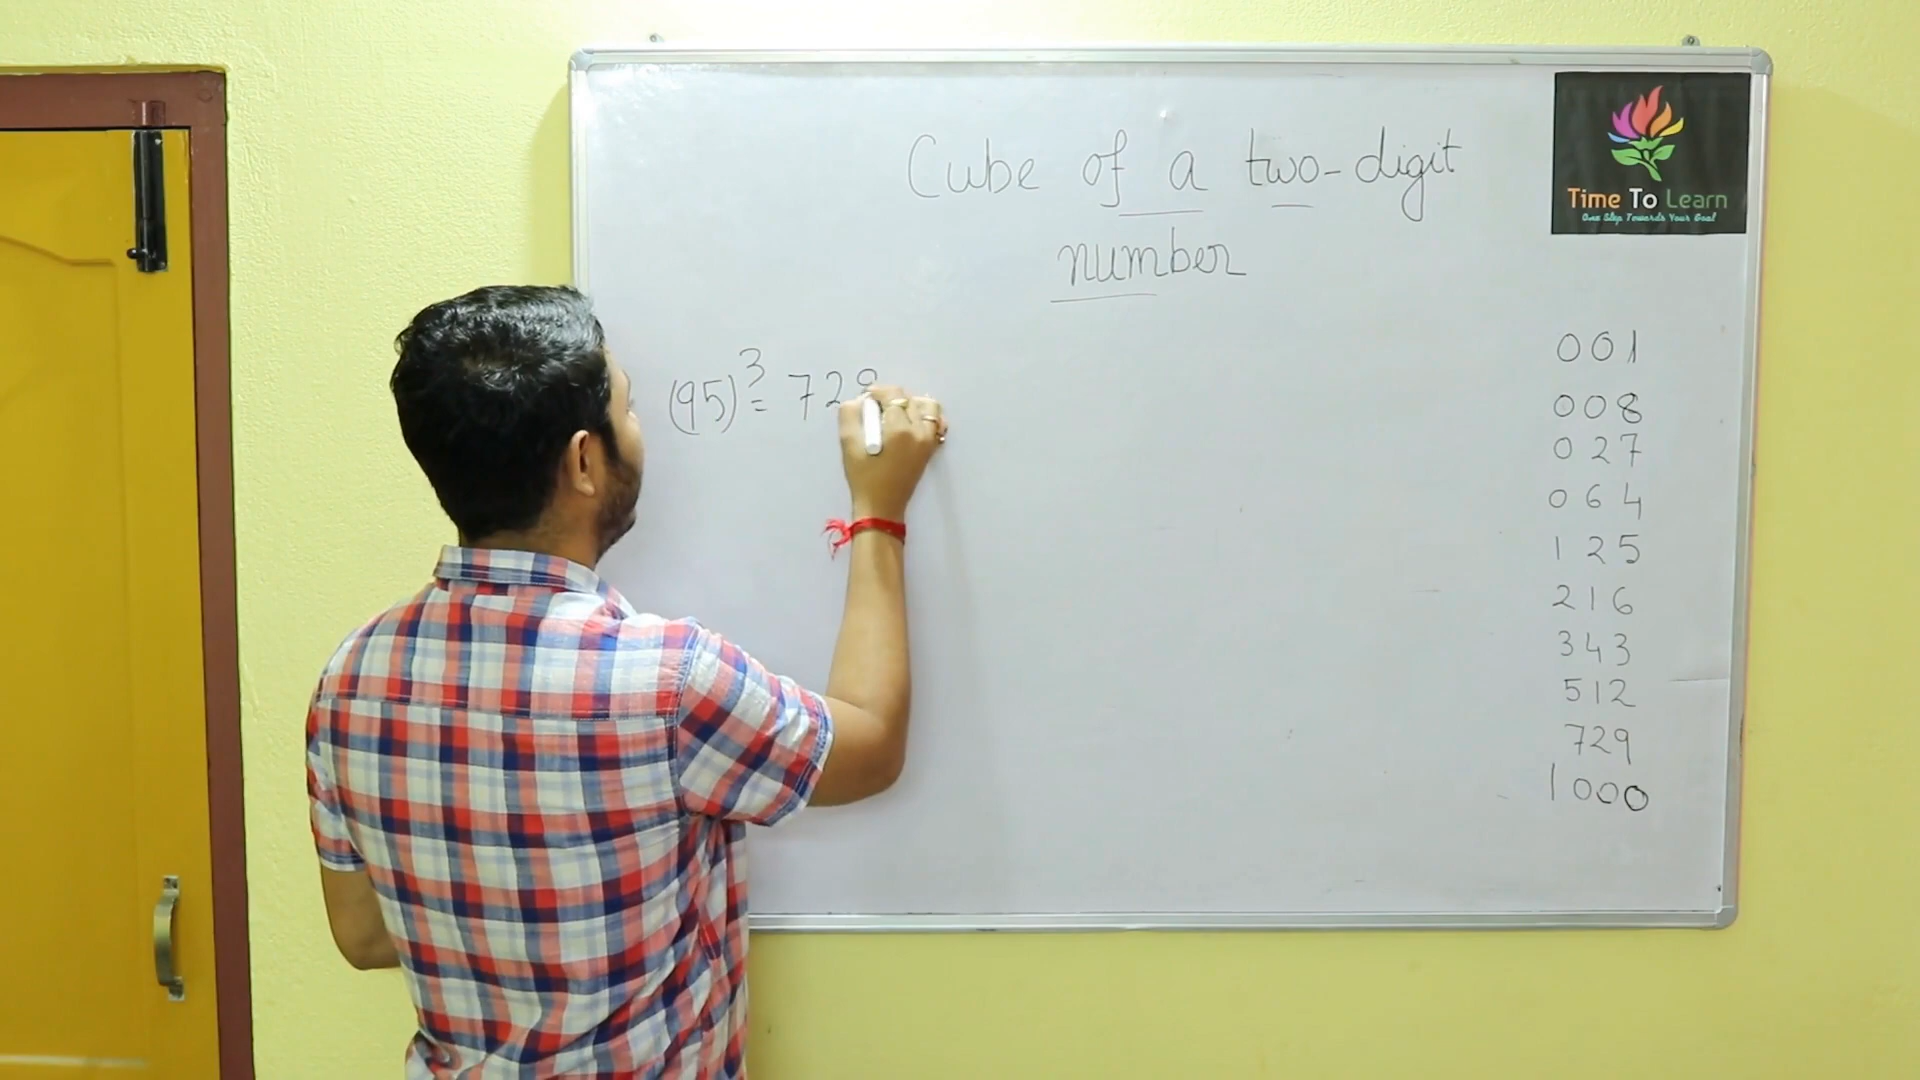 Time To Learn
One Step Towards Your Goal
Cube of a two-digit
number
(95)³ = 729
001
008
027
064
125
216
343
512
729
1000